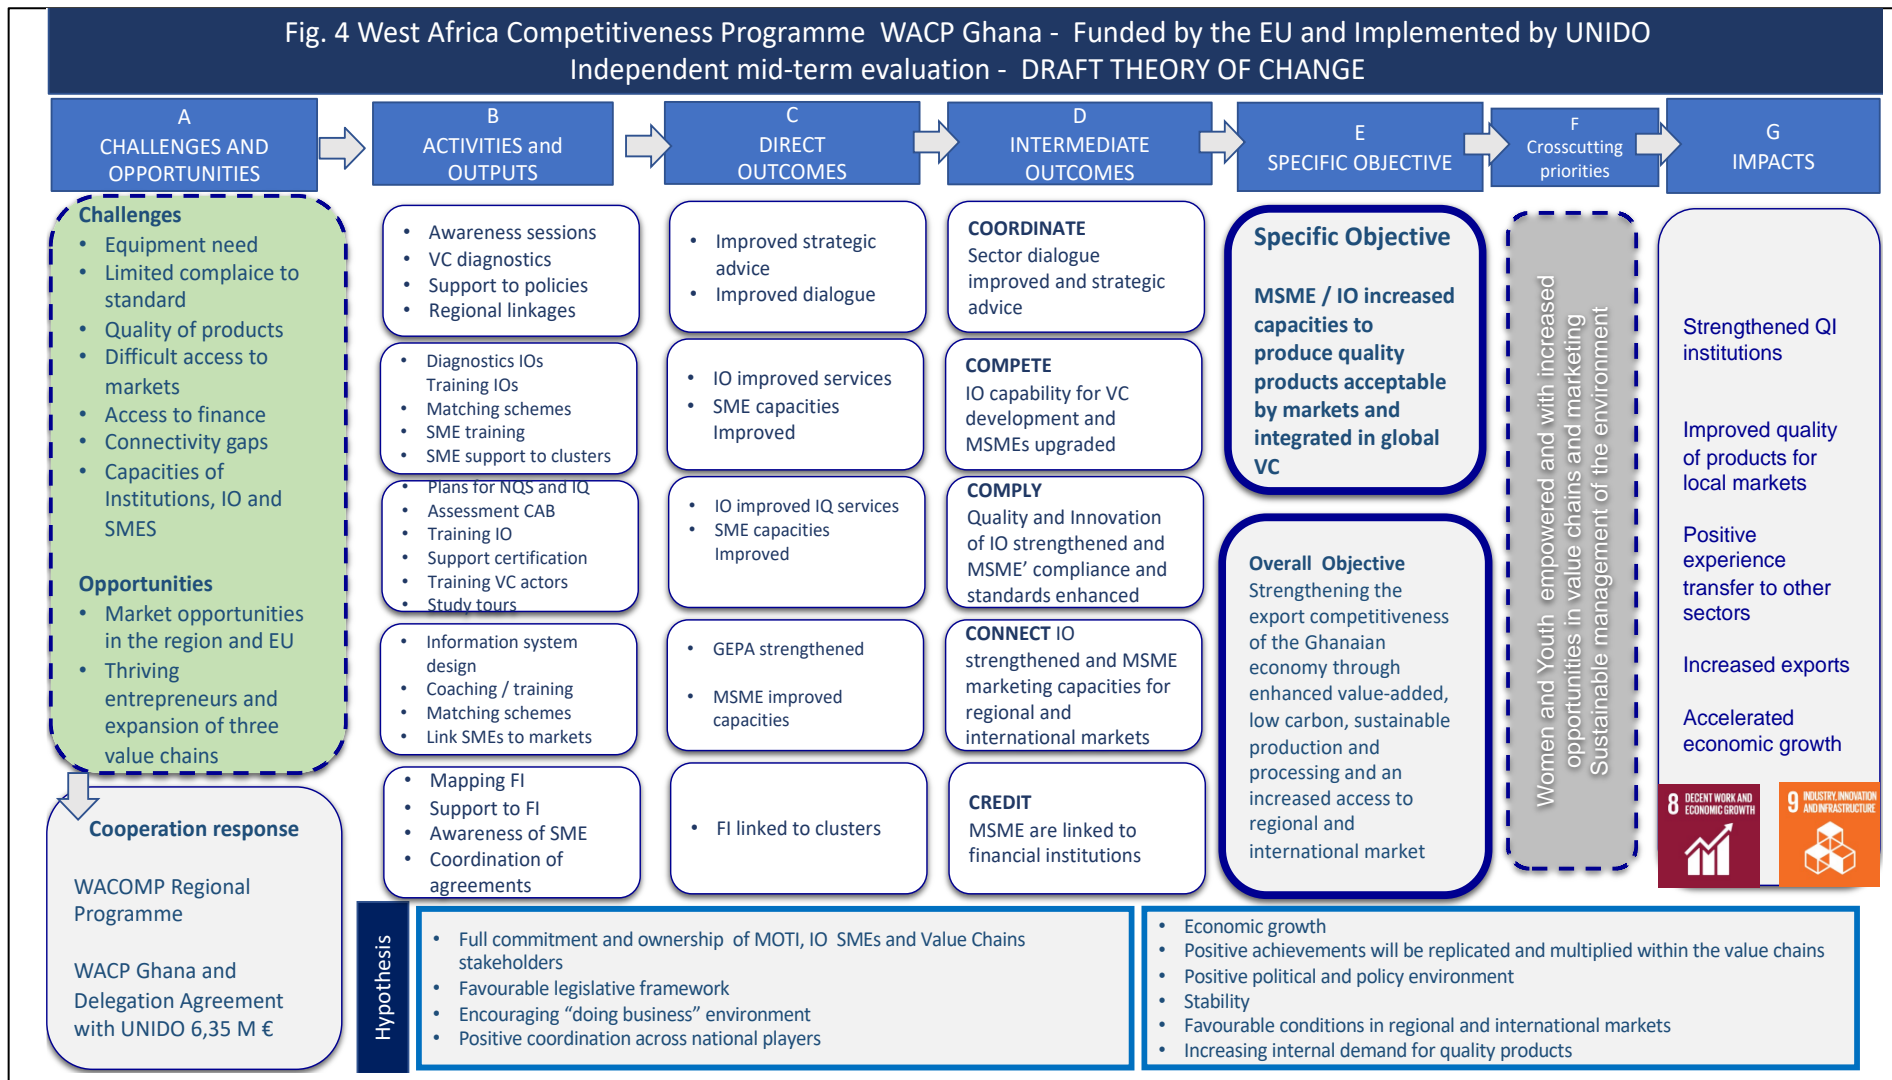 Fig. 4 West Africa Competitiveness Programme WACP Ghana - Funded by the EU and Implemented by UNIDO
Independent mid-term evaluation - DRAFT THEORY OF CHANGE
A
CHALLENGES AND
OPPORTUNITIES
B
ACTIVITIES and
OUTPUTS
C
DIRECT
OUTCOMES
D
INTERMEDIATE
OUTCOMES
E
SPECIFIC OBJECTIVE
F
Crosscutting
priorities
G
IMPACTS
Challenges
• Equipment need
• Limited complaice to
standard
• Quality of products
• Difficult access to
markets
• Access to finance
• Connectivity gaps
• Capacities of
Institutions, IO and
SMES
Opportunities
• Market opportunities
in the region and EU
• Thriving
entrepreneurs and
expansion of three
value chains
Cooperation response
WACOMP Regional
Programme
WACP Ghana and
Delegation Agreement
with UNIDO 6,35 M €
• Awareness sessions
• VC diagnostics
• Support to policies
• Regional linkages
• Diagnostics IOs
Training IOs
• Matching schemes
• SME training
• SME support to clusters
• Plans for NQS and IQ
• Assessment CAB
• Training IO
• Support certification
• Training VC actors
• Study tours
• Information system
design
• Coaching / training
• Matching schemes
• Link SMEs to markets
• Mapping FI
• Support to FI
• Awareness of SME
• Coordination of
agreements
• Improved strategic
advice
• Improved dialogue
• IO improved services
• SME capacities
Improved
• IO improved IQ services
• SME capacities
Improved
• GEPA strengthened
• MSME improved
capacities
• FI linked to clusters
COORDINATE
Sector dialogue
improved and strategic
advice
COMPETE
IO capability for VC
development and
MSMEs upgraded
COMPLY
Quality and Innovation
of IO strengthened and
MSME’ compliance and
standards enhanced
CONNECT IO
strengthened and MSME
marketing capacities for
regional and
international markets
CREDIT
MSME are linked to
financial institutions
Specific Objective
MSME / IO increased
capacities to
produce quality
products acceptable
by markets and
integrated in global
VC
Overall Objective
Strengthening the
export competitiveness
of the Ghanaian
economy through
enhanced value-added,
low carbon, sustainable
production and
processing and an
increased access to
regional and
international market
Women and Youth empowered and with increased
opportunities in value chains and marketing
Sustainable management of the environment
Strengthened QI
institutions
Improved quality
of products for
local markets
Positive
experience
transfer to other
sectors
Increased exports
Accelerated
economic growth
8 DECENT WORK AND
ECONOMIC GROWTH
9 INDUSTRY, INNOVATION
AND INFRASTRUCTURE
Hypothesis
• Full commitment and ownership of MOTI, IO SMEs and Value Chains
stakeholders
• Favourable legislative framework
• Encouraging “doing business” environment
• Positive coordination across national players
• Economic growth
• Positive achievements will be replicated and multiplied within the value chains
• Positive political and policy environment
• Stability
• Favourable conditions in regional and international markets
• Increasing internal demand for quality products